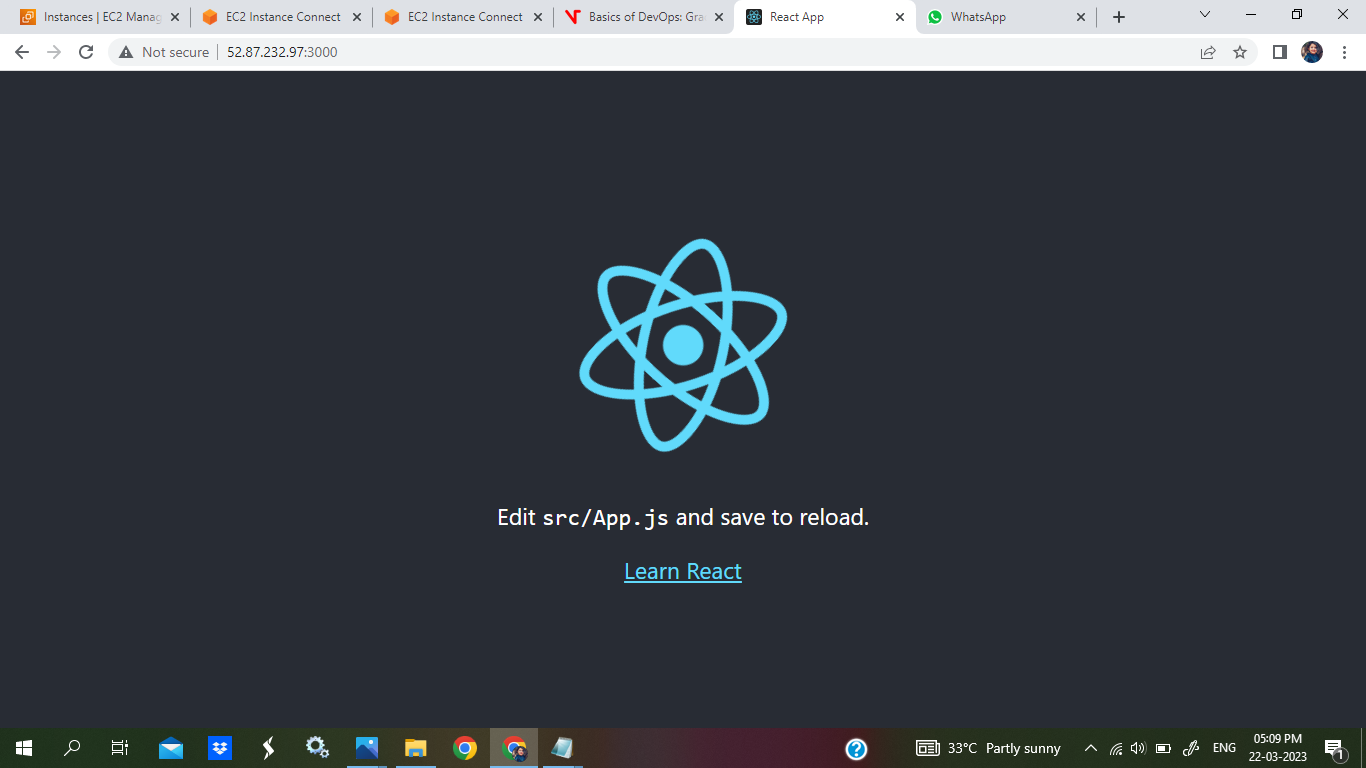 Instances | EC2 Manag
EC2 Instance Connect
EC2 Instance Connect
Basics of DevOps: Gra
React App
WhatsApp
Not secure
52.87.232.97:3000
Edit src/App.js and save to reload.
Learn React
33°C Partly sunny
ENG
05:09 PM
22-03-2023
1